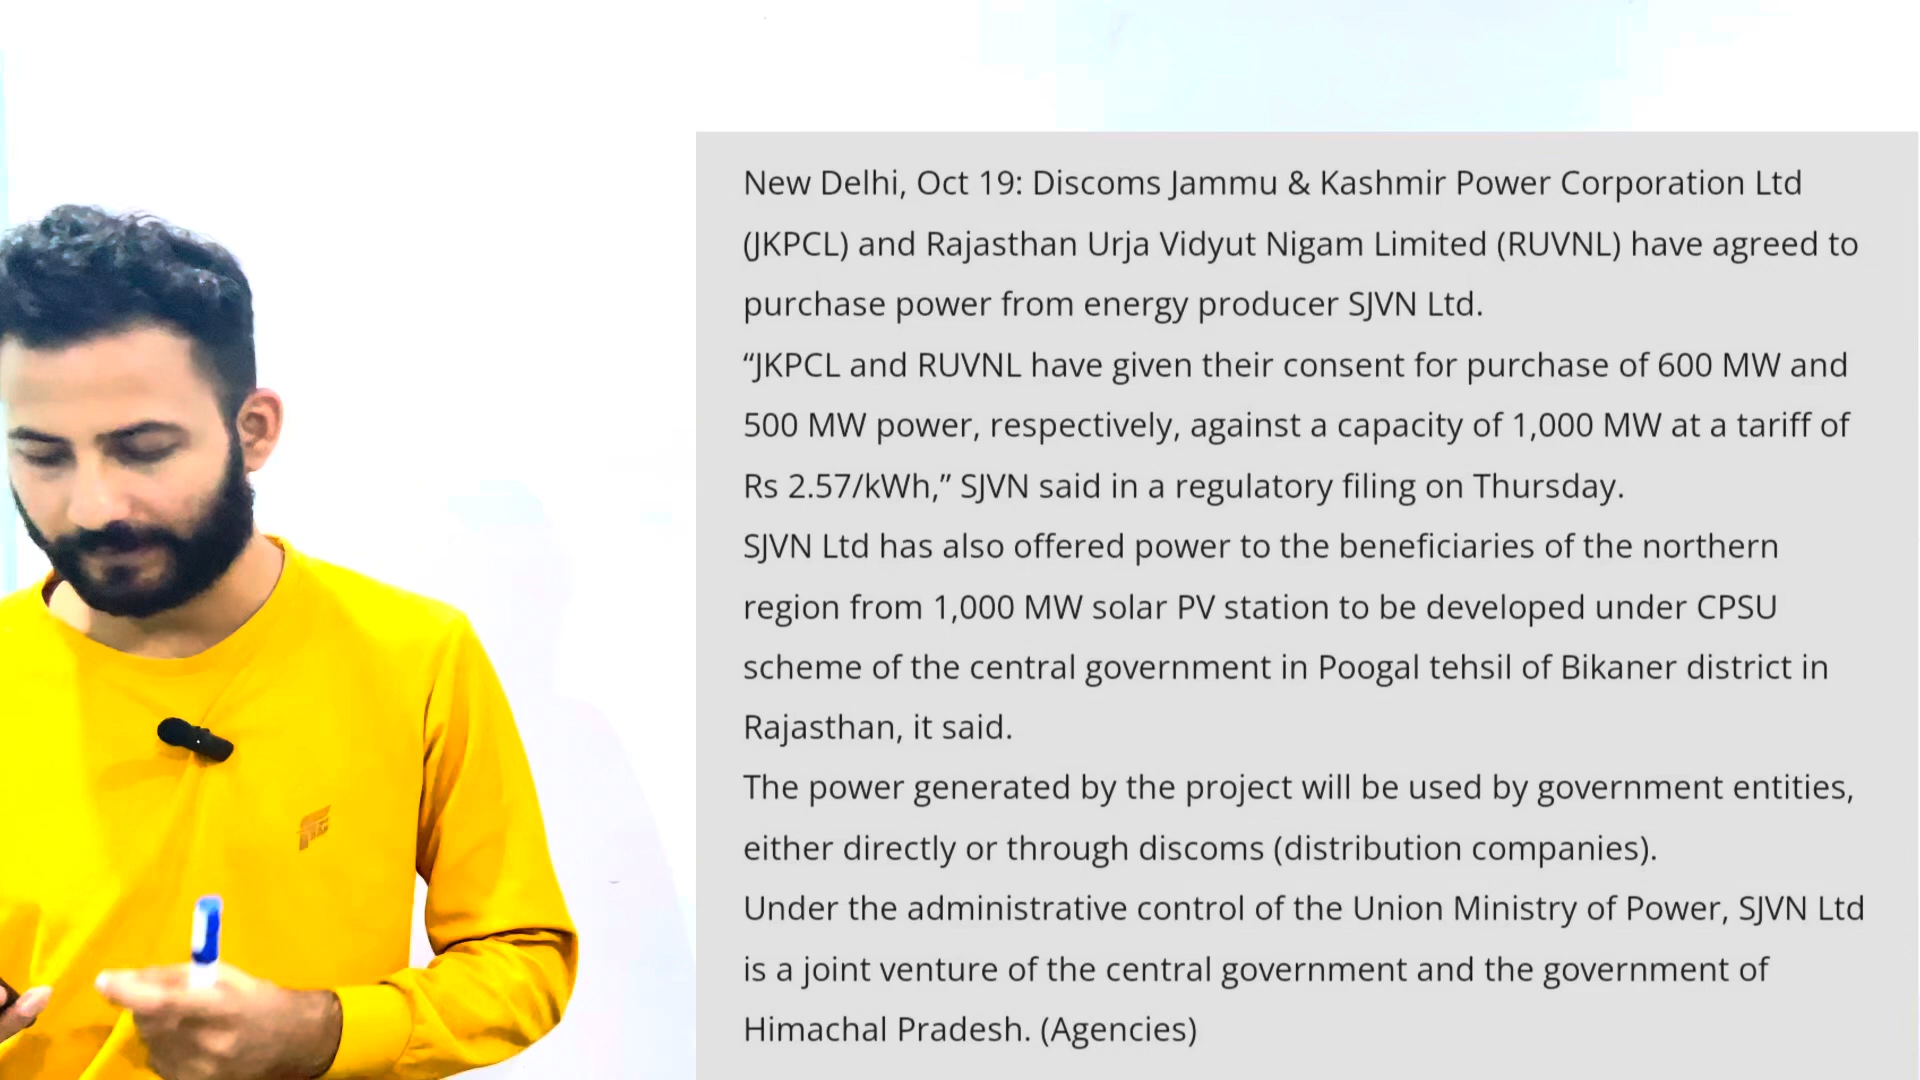 New Delhi, Oct 19: Discoms Jammu & Kashmir Power Corporation Ltd
(JKPCL) and Rajasthan Urja Vidyut Nigam Limited (RUVNL) have agreed to
purchase power from energy producer SJVN Ltd.
“JKPCL and RUVNL have given their consent for purchase of 600 MW and
500 MW power, respectively, against a capacity of 1,000 MW at a tariff of
Rs 2.57/kWh,” SJVN said in a regulatory filing on Thursday.
SJVN Ltd has also offered power to the beneficiaries of the northern
region from 1,000 MW solar PV station to be developed under CPSU
scheme of the central government in Poogal tehsil of Bikaner district in
Rajasthan, it said.
The power generated by the project will be used by government entities,
either directly or through discoms (distribution companies).
Under the administrative control of the Union Ministry of Power, SJVN Ltd
is a joint venture of the central government and the government of
Himachal Pradesh. (Agencies)